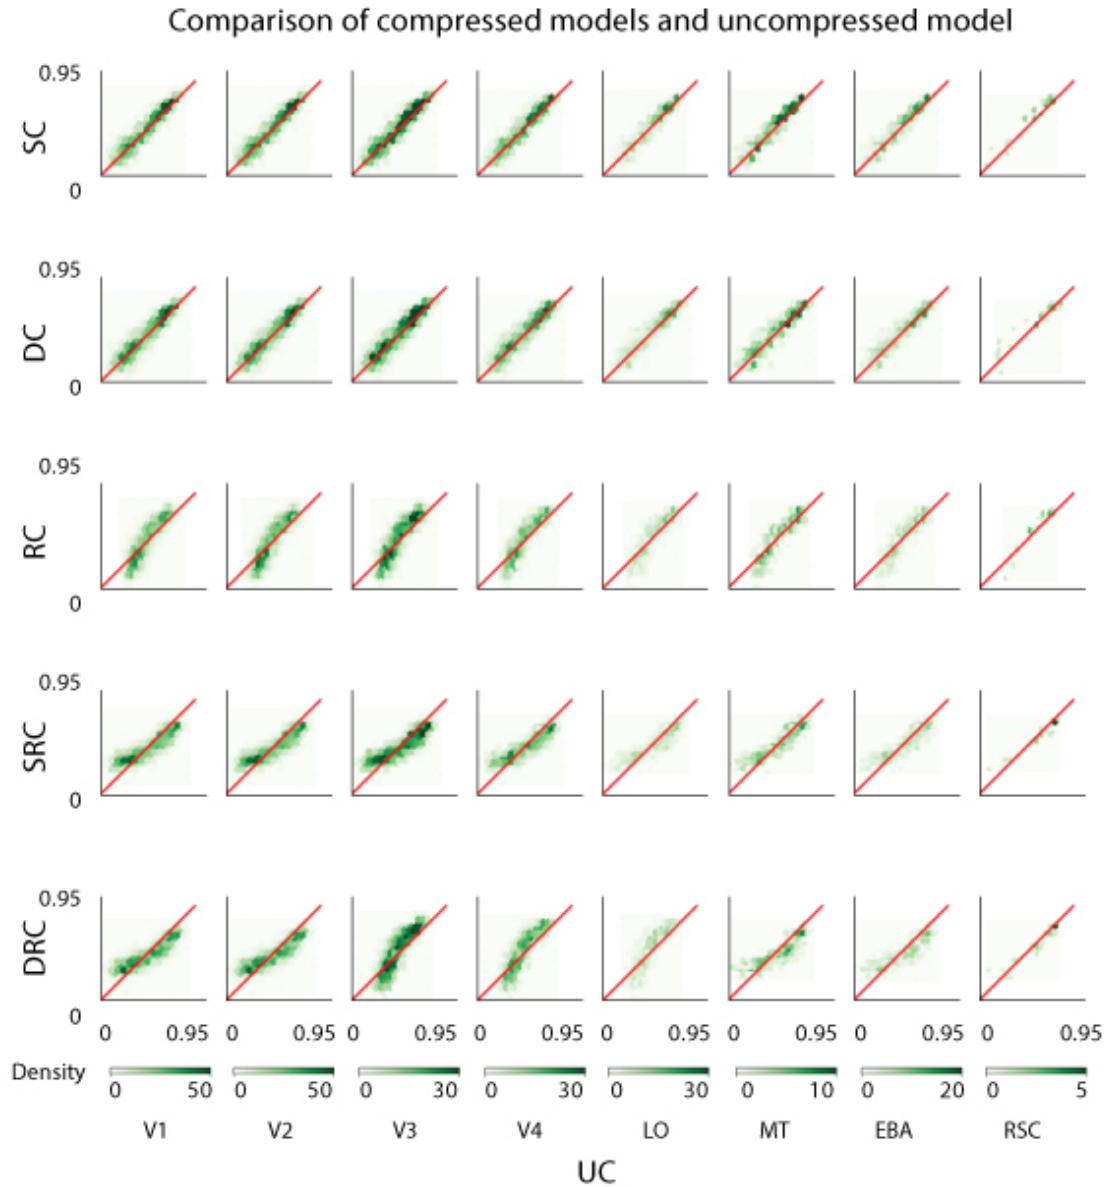 Comparison of compressed models and uncompressed model
0.95
SC
0
0.95
DC
0
0.95
RC
0
0.95
SRC
0
0.95
DRC
0
0 0.95 0 0.95 0 0.95 0 0.95 0 0.95 0 0.95 0 0.95 0 0.95
Density
0 50 0 50 0 30 0 30 0 30 0 10 0 20 0 5
V1 V2 V3 V4 LO MT EBA RSC
UC